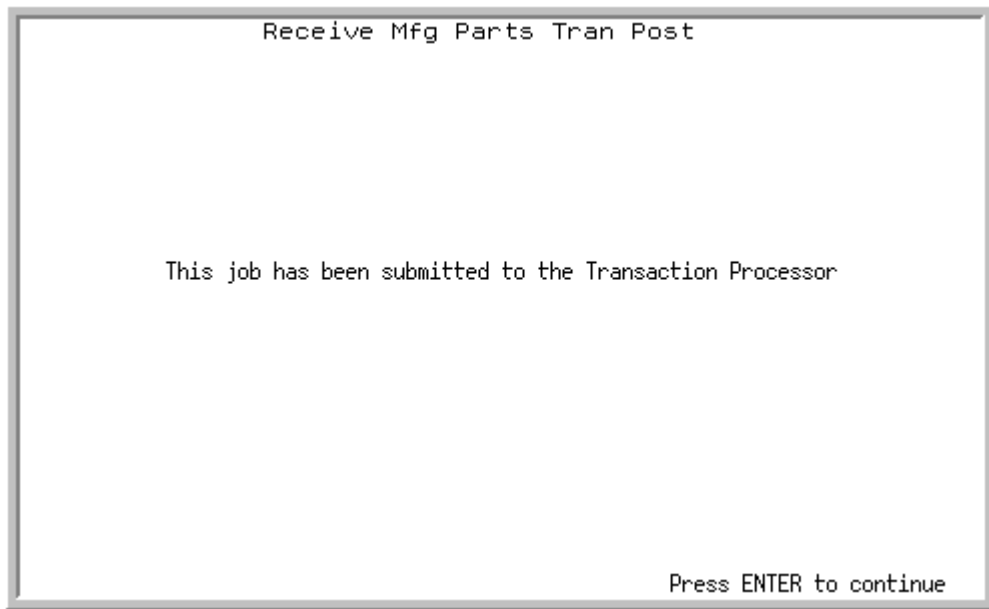 Receive Mfg Parts Tran Post
This job has been submitted to the Transaction Processor
Press ENTER to continue